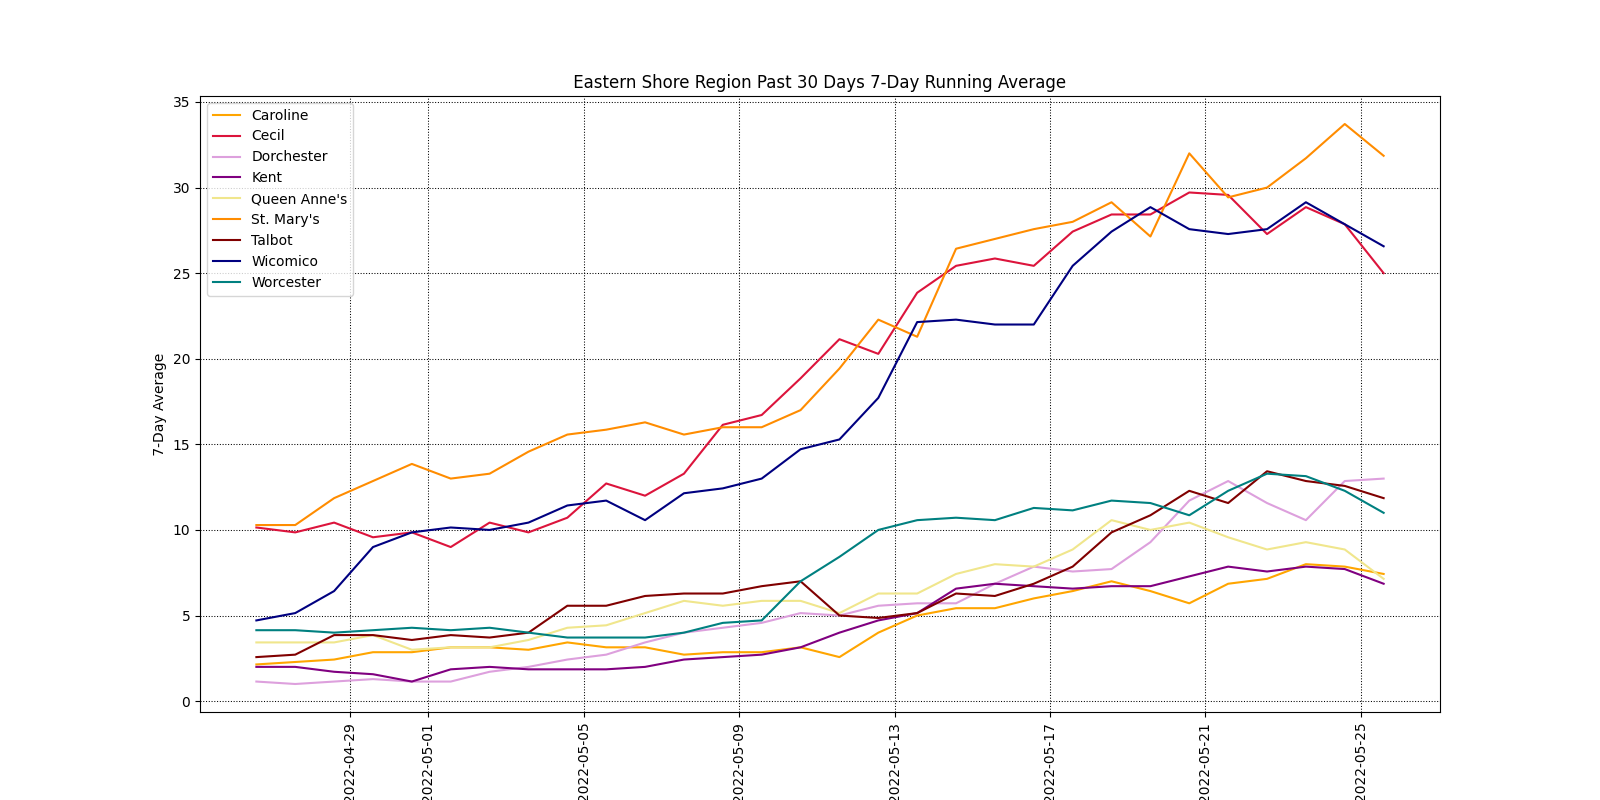 Eastern Shore Region Past 30 Days 7-Day Running Average
35
30
25
20
15
10
5
0
7-Day Average
Caroline
Cecil
Dorchester
Kent
Queen Anne's
St. Mary's
Talbot
Wicomico
Worcester
2022-04-29
2022-05-01
2022-05-05
2022-05-09
2022-05-13
2022-05-17
2022-05-21
2022-05-25